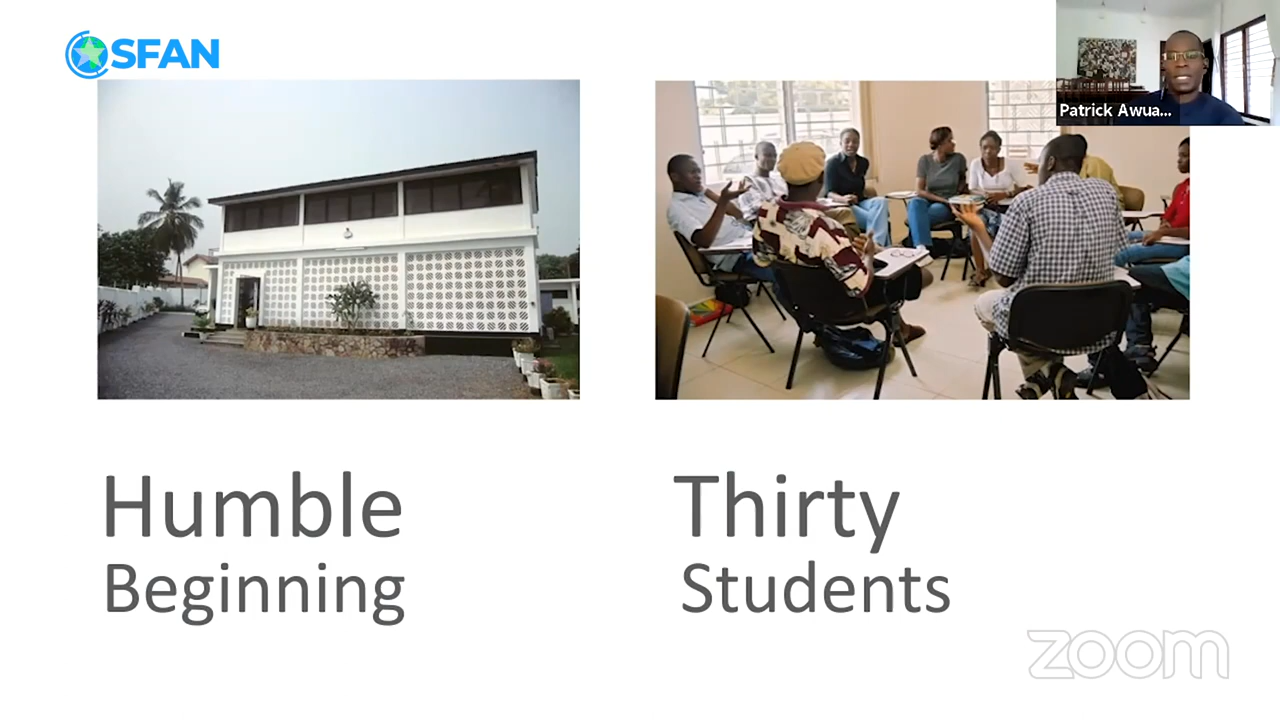 SFAN
Patrick Awua...
Humble
Beginning
Thirty
Students
zoom